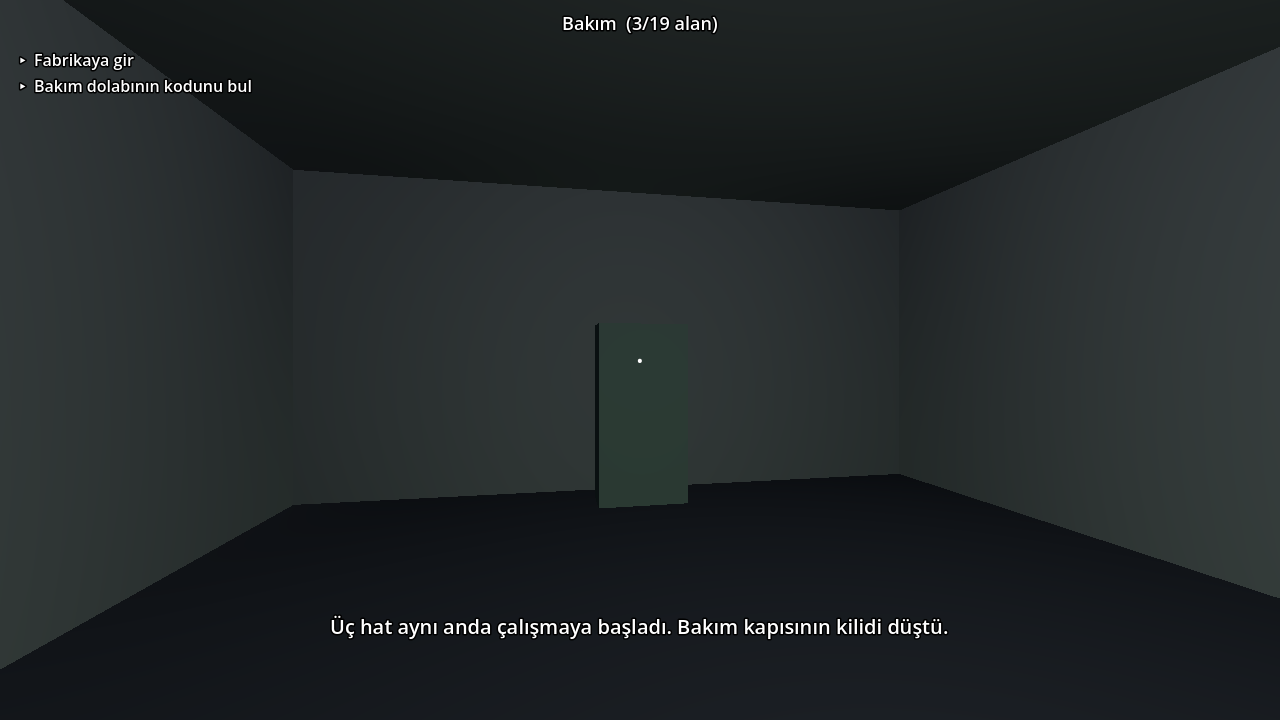 Bakım (3/19 alan)
‣ Fabrikaya gir
‣ Bakım dolabının kodunu bul
Üç hat aynı anda çalışmaya başladı. Bakım kapısının kilidi düştü.